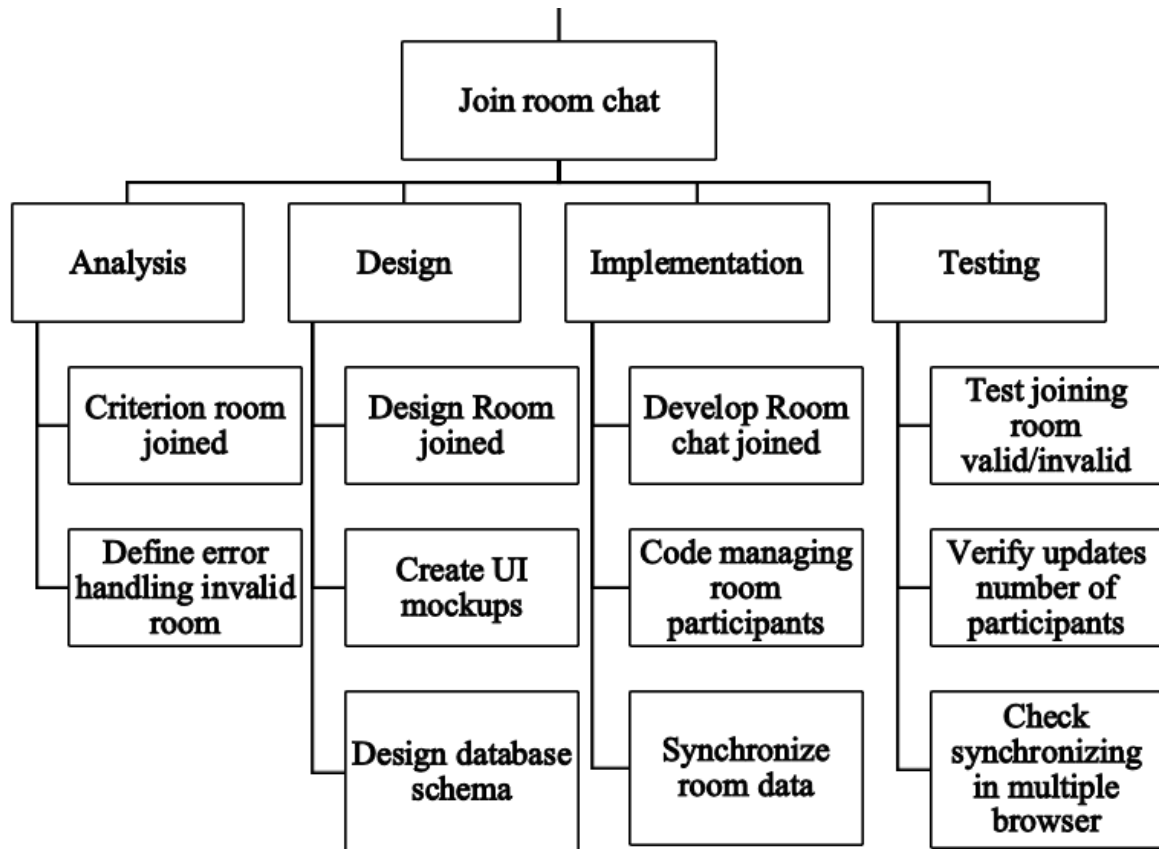 Join room chat
Analysis
Design
Implementation
Testing
Criterion room
joined
Design Room
joined
Develop Room
chat joined
Test joining
room
valid/invalid
Define error
handling invalid
room
Create UI
mockups
Code managing
room
participants
Verify updates
number of
participants
Design database
schema
Synchronize
room data
Check
synchronizing
in multiple
browser